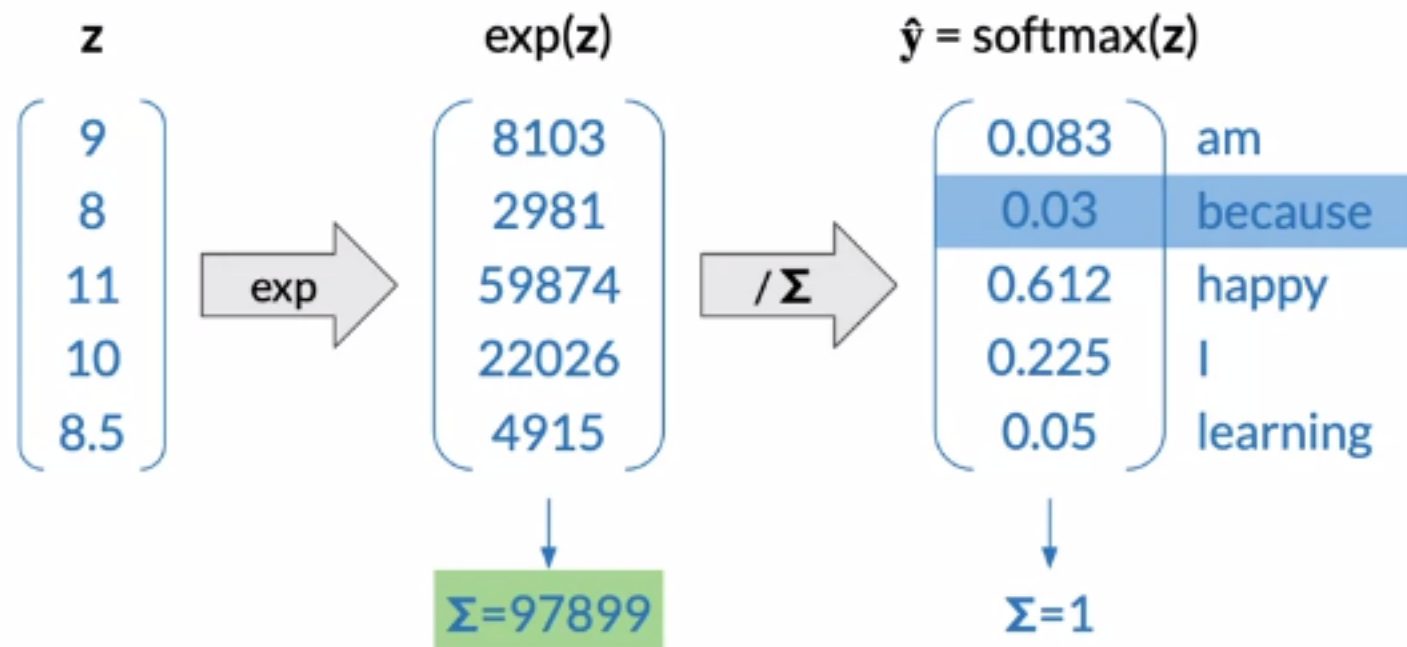 z exp(z) ŷ = softmax(z)
9 8103 0.083 am
8 2981 0.03 because
11 exp 59874 / Σ 0.612 happy
10 22026 0.225 I
8.5 4915 0.05 learning
Σ=97899 Σ=1